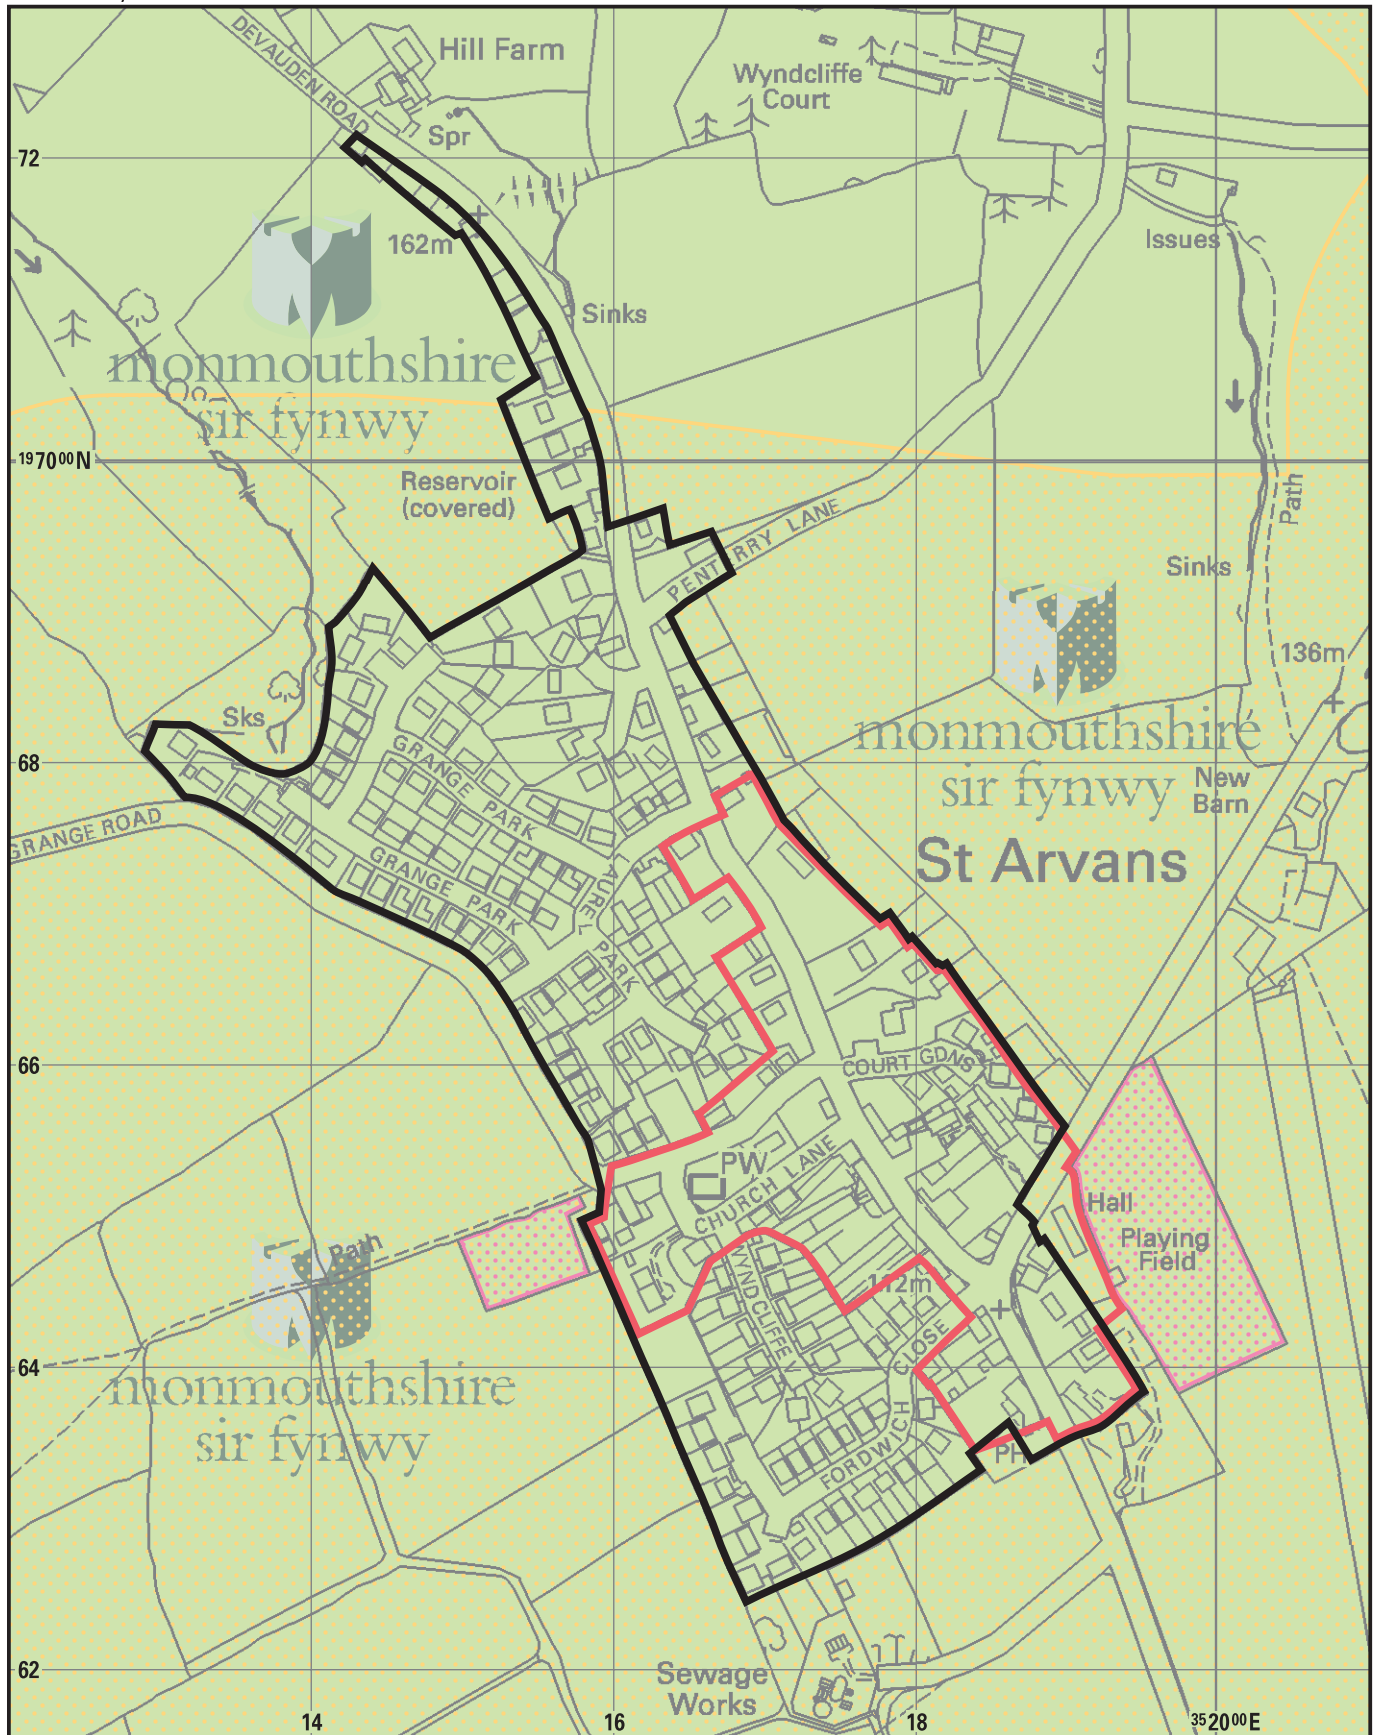 DEVAUDEN ROAD
Hill Farm
Wyndcliffe
Court
Spr
72
162m
Issues
monmouthshire
sir fynwy
Sinks
19700 0N
Reservoir
(covered)
PENTERRY LANE
Path
Sinks
136m
Sks
monmouthshire
sir fynwy
68
New
Barn
GRANGE PARK
GRANGE ROAD
GRANGE PARK
St Arvans
LAUREL PARK
66
COURT GDNS
PW
CHURCH LANE
Hall
Playing
Field
Path
WYNDCLIFFE V
112m
CLOSE
64
monmouthshire
sir fynwy
FORDWICH
PH
62
Sewage
Works
14
16
18
352000E